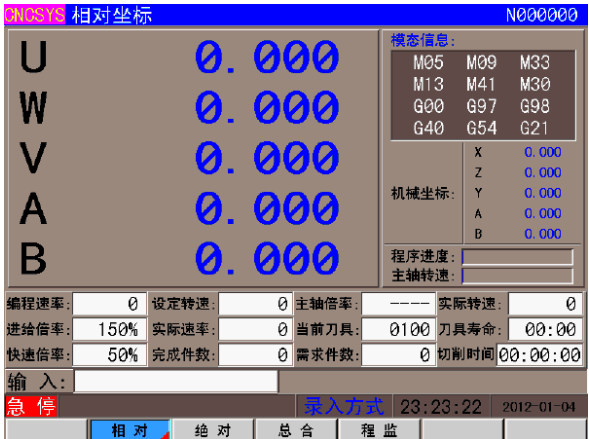 CNCSYS 相对坐标 N000000
U 0.000
W 0.000
V 0.000
A 0.000
B 0.000
模态信息:
M05 M09 M33
M13 M41 M30
G00 G97 G98
G40 G54 G21
机械坐标:
X 0.000
Z 0.000
Y 0.000
A 0.000
B 0.000
程序进度:
主轴转速:
编程速率: 0 设定转速: 0 主轴倍率: ---- 实际转速: 0
进给倍率: 150% 实际速率: 0 当前刀具: 0100 刀具寿命: 00:00
快速倍率: 50% 完成件数: 0 需求件数: 0 切削时间 00:00:00
输 入:
急 停 录入方式 23:23:22 2012-01-04
相 对 绝 对 总 合 程 监